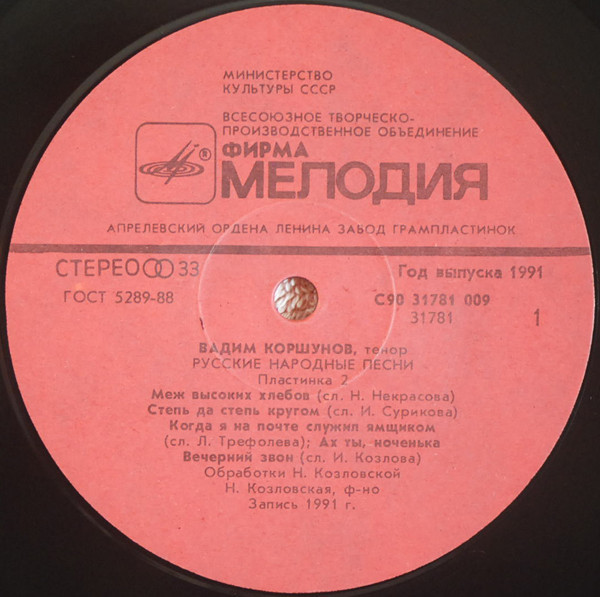 МИНИСТЕРСТВО
КУЛЬТУРЫ СССР
ВСЕСОЮЗНОЕ ТВОРЧЕСКО-
ПРОИЗВОДСТВЕННОЕ ОБЪЕДИНЕНИЕ
ФИРМА
® МЕЛОДИЯ
АПРЕЛЕВСКИЙ ОРДЕНА ЛЕНИНА ЗАВОД ГРАМПЛАСТИНОК
СТЕРЕО 33 Год выпуска 1991
ГОСТ 5289-88 С90 31781 009
31781 1
ВАДИМ КОРШУНОВ, тенор
РУССКИЕ НАРОДНЫЕ ПЕСНИ
Пластинка 2
Меж высоких хлебов (сл. Н. Некрасова)
Степь да степь кругом (сл. И. Сурикова)
Когда я на почте служил ямщиком
(сл. Л. Трефолева); Ах ты, ноченька
Вечерний звон (сл. И. Козлова)
Обработки Н. Козловской
Н. Козловская, ф-но
Запись 1991 г.